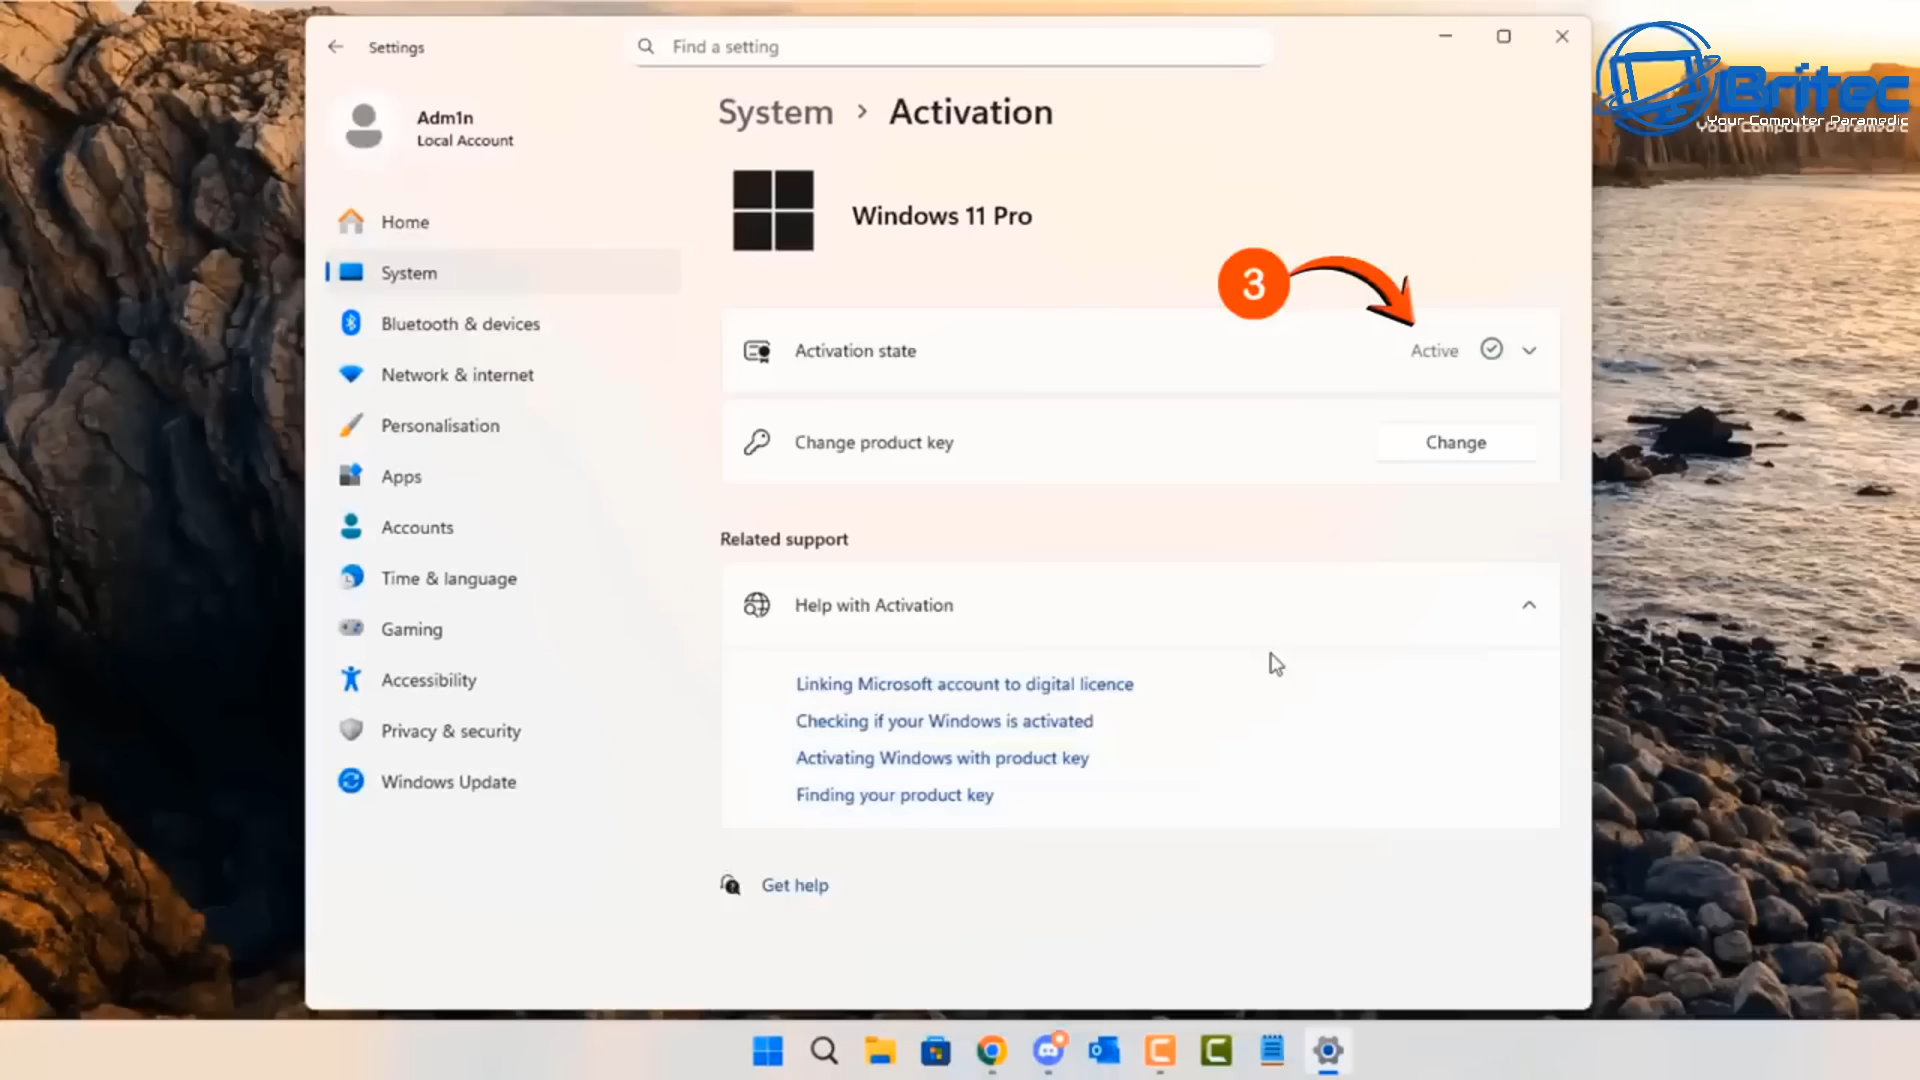 Settings
Find a setting
Britec
Your Computer Paramedic
Adm1n
Local Account
System > Activation
Windows 11 Pro
3
Home
System
Bluetooth & devices
Network & internet
Personalisation
Apps
Accounts
Time & language
Gaming
Accessibility
Privacy & security
Windows Update
Activation state
Active
Change product key
Change
Related support
Help with Activation
Linking Microsoft account to digital licence
Checking if your Windows is activated
Activating Windows with product key
Finding your product key
Get help